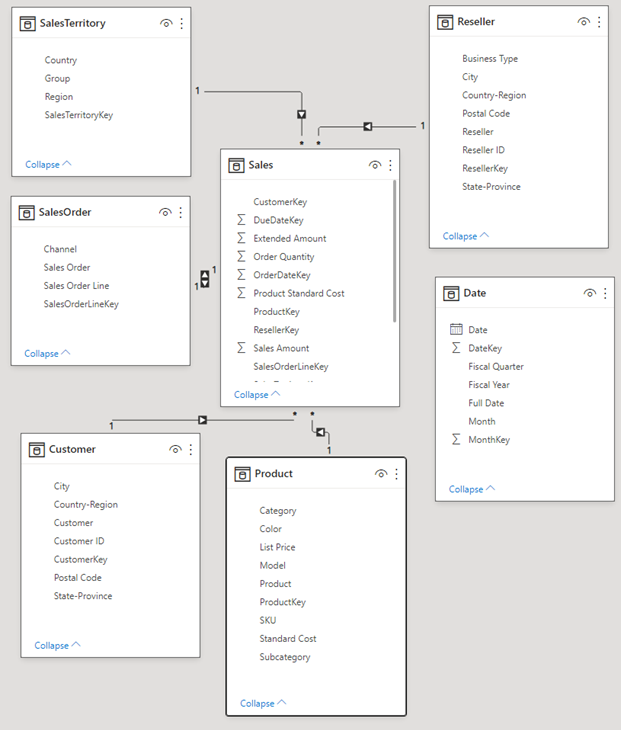 SalesTerritory
Country
Group
Region
SalesTerritoryKey
Collapse
Reseller
Business Type
City
Country-Region
Postal Code
Reseller
Reseller ID
ResellerKey
State-Province
Collapse
1
1
*
*
Sales
CustomerKey
DueDateKey
Extended Amount
Order Quantity
OrderDateKey
Product Standard Cost
ProductKey
ResellerKey
Sales Amount
SalesOrderLineKey
Collapse
SalesOrder
Channel
Sales Order
Sales Order Line
SalesOrderLineKey
Collapse
1
1
Date
Date
DateKey
Fiscal Quarter
Fiscal Year
Full Date
Month
MonthKey
Collapse
*
*
1
1
Customer
City
Country-Region
Customer
Customer ID
CustomerKey
Postal Code
State-Province
Collapse
Product
Category
Color
List Price
Model
Product
ProductKey
SKU
Standard Cost
Subcategory
Collapse